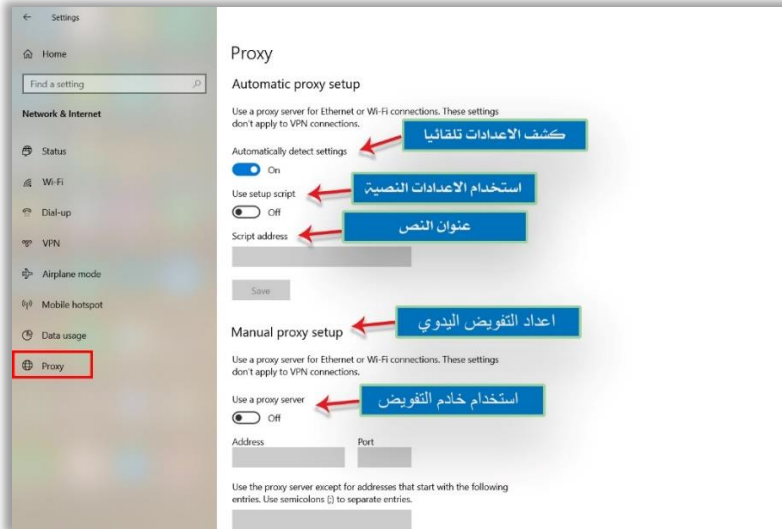 Settings
Home
Find a setting
Network & Internet
Status
Wi-Fi
Dial-up
VPN
Airplane mode
Mobile hotspot
Data usage
Proxy
Proxy
Automatic proxy setup
Use a proxy server for Ethernet or Wi-Fi connections. These settings
don't apply to VPN connections.
كشف الاعدادات تلقائيا
Automatically detect settings
On
استخدام الاعدادات النصية
Use setup script
Off
عنوان النص
Script address
Save
اعداد التفويض اليدوي
Manual proxy setup
Use a proxy server for Ethernet or Wi-Fi connections. These settings
don't apply to VPN connections.
استخدام خادم التفويض
Use a proxy server
Off
Address Port
Use the proxy server except for addresses that start with the following
entries. Use semicolons (;) to separate entries.